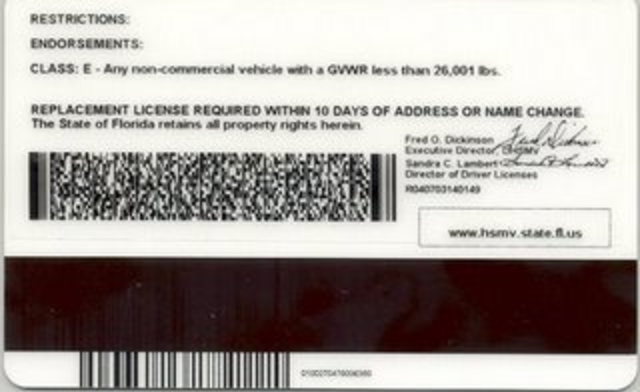 RESTRICTIONS:
ENDORSEMENTS:
CLASS: E - Any non-commercial vehicle with a GVWR less than 26,001 lbs.
REPLACEMENT LICENSE REQUIRED WITHIN 10 DAYS OF ADDRESS OR NAME CHANGE.
The State of Florida retains all property rights herein.
Fred O. Dickinson
Executive Director,
Sandra C. Lambert
Director of Driver Licenses
R040703140149
www.hsmv.state.fl.us